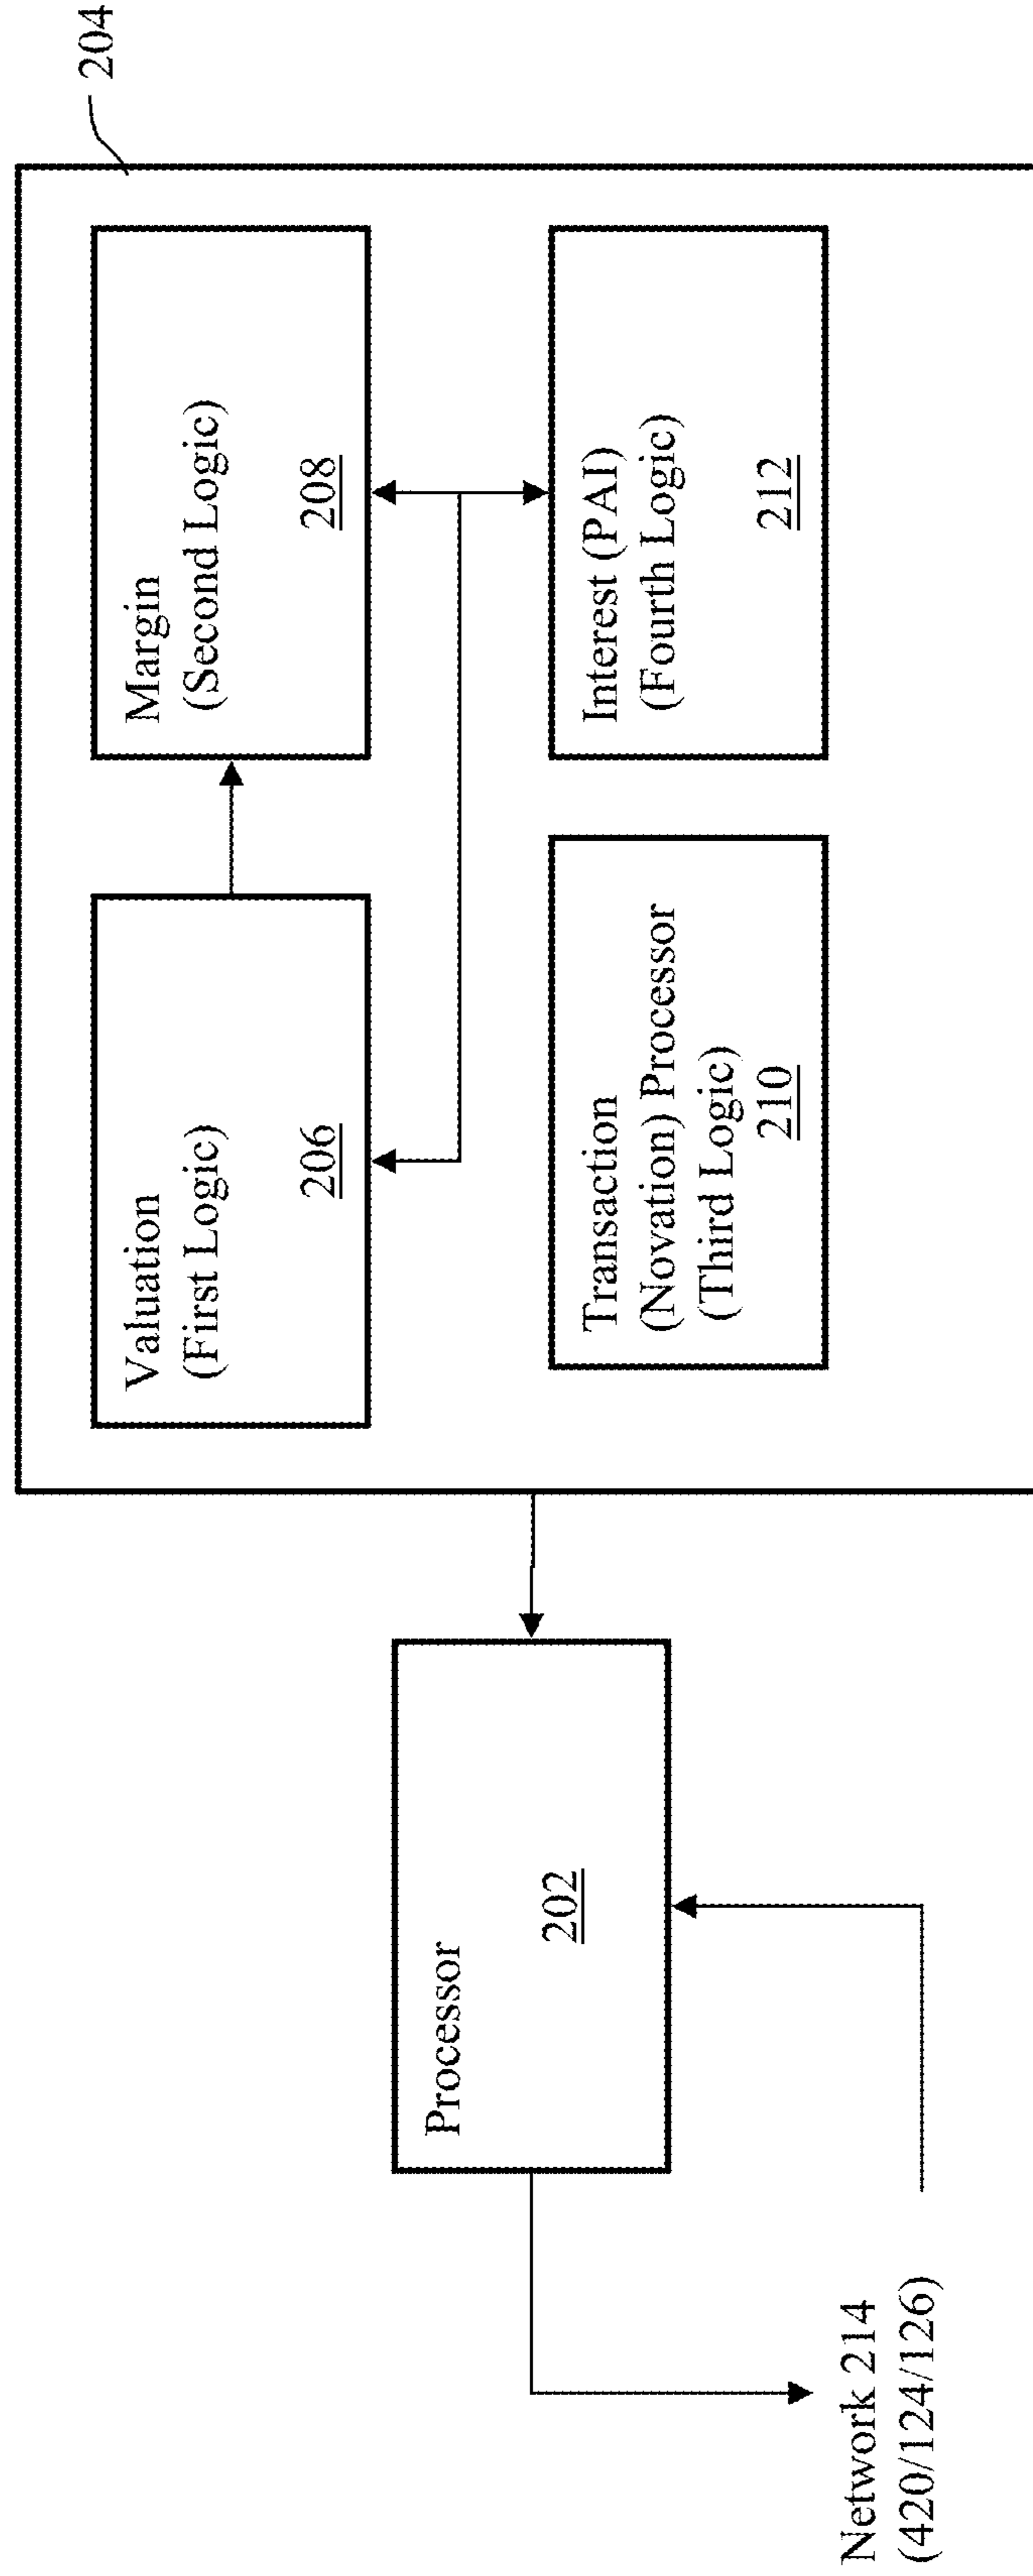 204
Valuation
(First Logic)
206
Margin
(Second Logic)
208
Transaction
(Novation) Processor
(Third Logic)
210
Interest (PAI)
(Fourth Logic)
212
Processor
202
Network 214
(420/124/126)